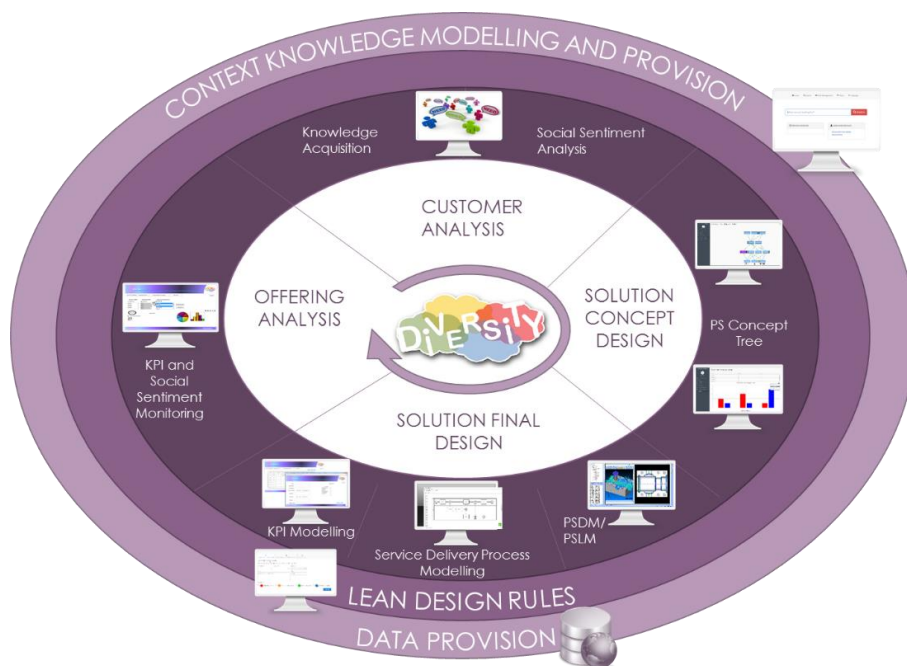 CONTEXT KNOWLEDGE MODELLING AND PROVISION
Knowledge
Acquisition
Social Sentiment
Analysis
CUSTOMER
ANALYSIS
OFFERING
ANALYSIS
DiVERSiTY
SOLUTION
CONCEPT
DESIGN
PS Concept
Tree
KPI and
Social
Sentiment
Monitoring
SOLUTION FINAL
DESIGN
KPI Modelling
Service Delivery Process
Modelling
PSDM/
PSLM
LEAN DESIGN RULES
DATA PROVISION